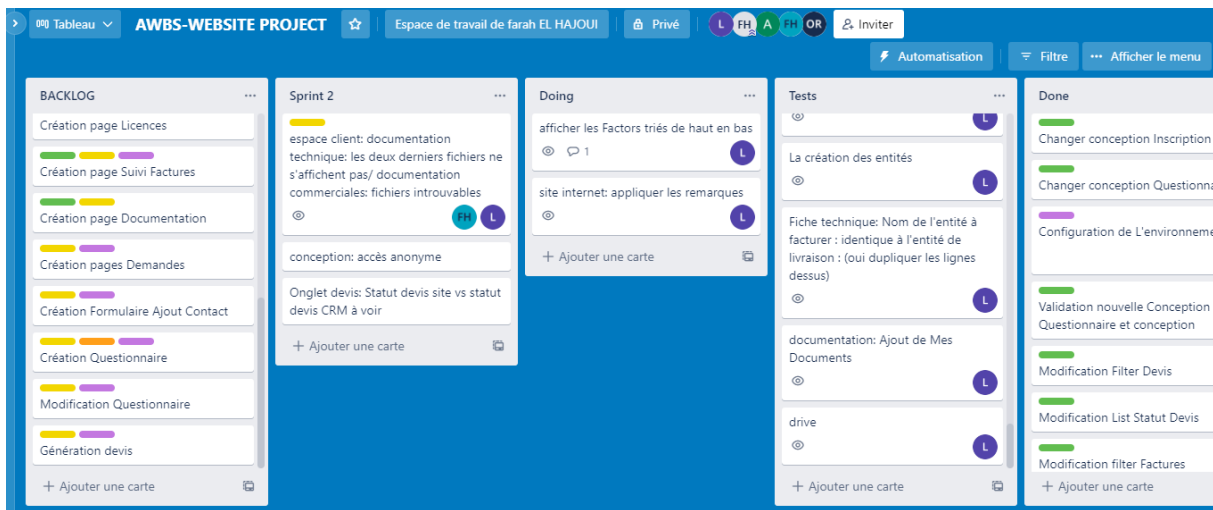 Tableau
AWBS-WEBSITE PROJECT
Espace de travail de farah EL HAJOUI
Privé
L
FH
A
FH
OR
Inviter
Automatisation
Filtre
Afficher le menu
BACKLOG
Création page Licences
Création page Suivi Factures
Création page Documentation
Création pages Demandes
Création Formulaire Ajout Contact
Création Questionnaire
Modification Questionnaire
Génération devis
+ Ajouter une carte
Sprint 2
espace client: documentation
technique: les deux derniers fichiers ne
s'affichent pas/ documentation
commerciales: fichiers introuvables
FH
L
conception: accès anonyme
Onglet devis: Statut devis site vs statut
devis CRM à voir
+ Ajouter une carte
Doing
afficher les Factors triés de haut en bas
1
L
site internet: appliquer les remarques
L
+ Ajouter une carte
Tests
L
La création des entités
L
Fiche technique: Nom de l'entité à
facturer : identique à l'entité de
livraison : (oui dupliquer les lignes
dessus)
L
documentation: Ajout de Mes
Documents
L
drive
L
+ Ajouter une carte
Done
Changer conception Inscription
Changer conception Questionna
Configuration de L'environneme
Validation nouvelle Conception
Questionnaire et conception
Modification Filter Devis
Modification List Statut Devis
Modification filter Factures
+ Ajouter une carte